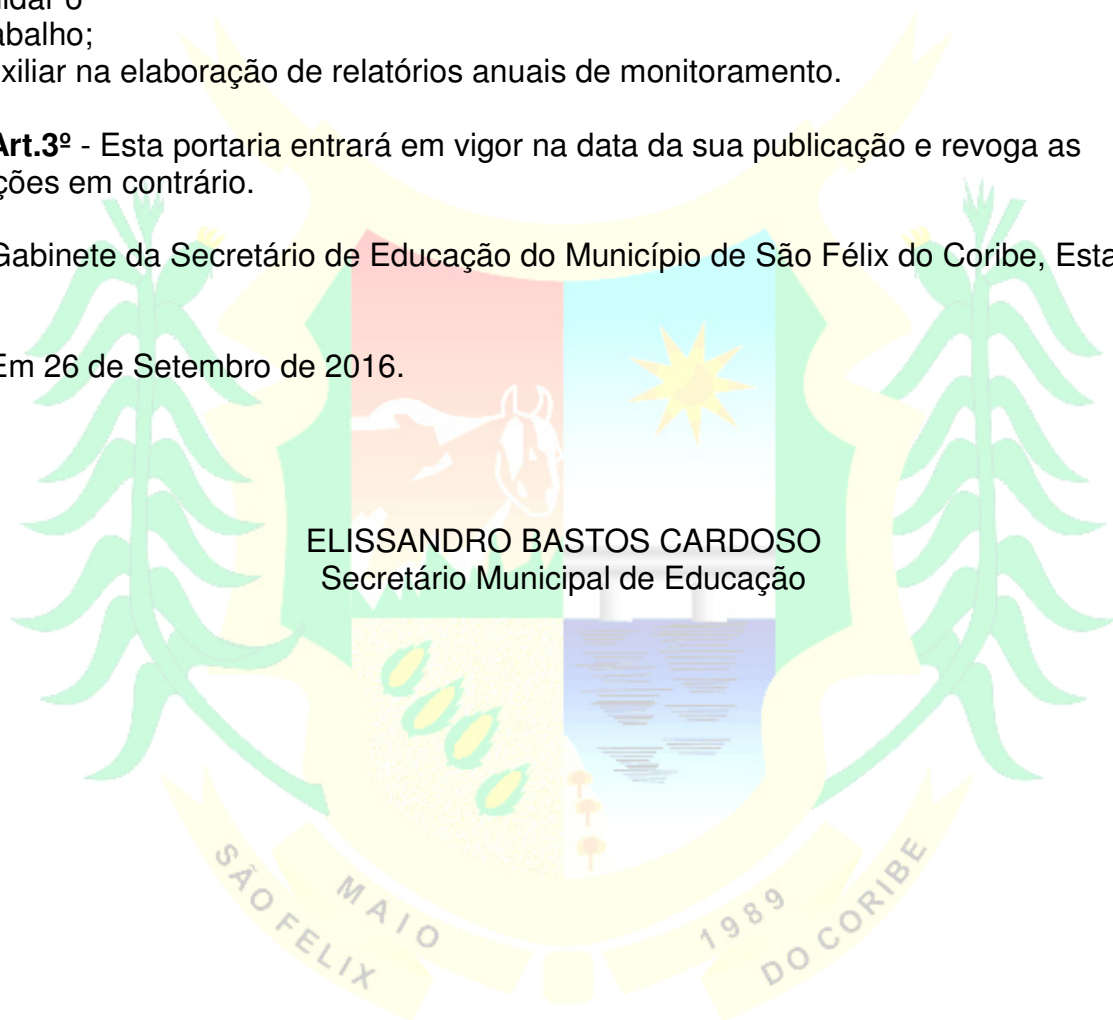 abalho;
xiliar na elaboração de relatórios anuais de monitoramento.
Art.3º - Esta portaria entrará em vigor na data da sua publicação e revoga as
ções em contrário.
Gabinete da Secretário de Educação do Município de São Félix do Coribe, Esta
Em 26 de Setembro de 2016.
ELISSANDRO BASTOS CARDOSO
Secretário Municipal de Educação
SÃO FELIX
MAIO
1989
DO CORIBE